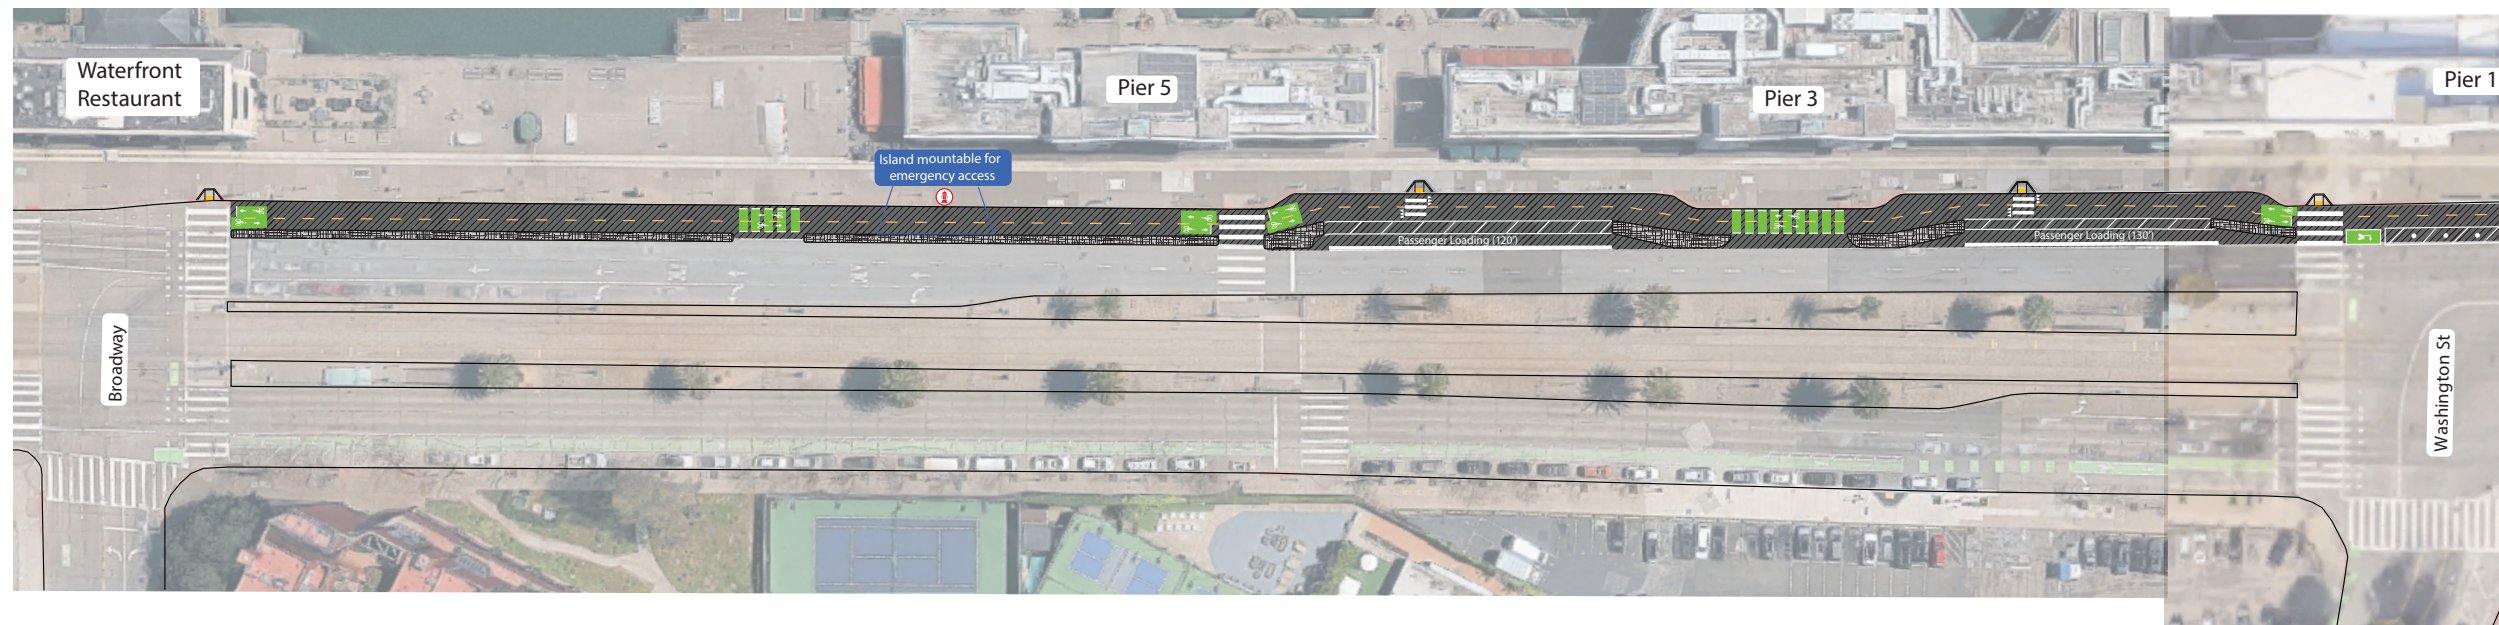 Waterfront
Restaurant
Pier 5
Pier 3
Pier 1
Island mountable for
emergency access
Passenger Loading (120')
Passenger Loading (130')
Broadway
Washington St